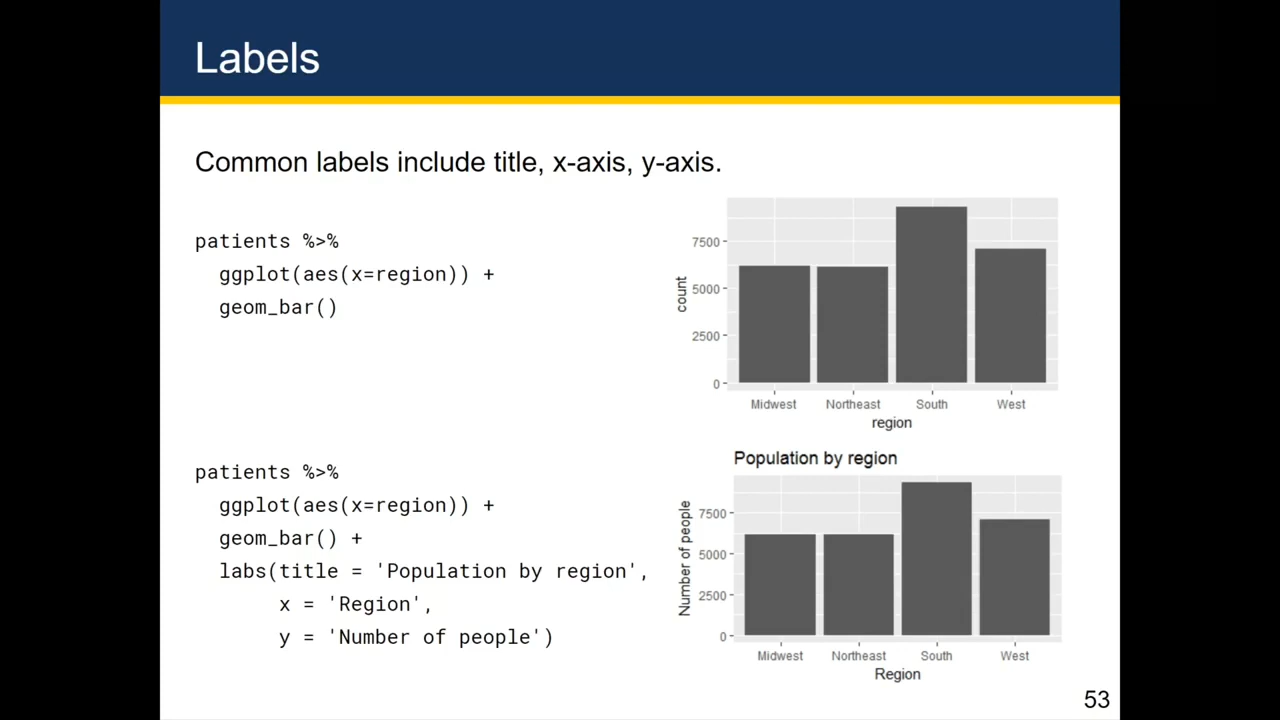 Labels
Common labels include title, x-axis, y-axis.
patients %>%
ggplot(aes(x=region)) +
geom_bar()
7500
5000
2500
0
count
Midwest Northeast South West
region
patients %>%
ggplot(aes(x=region)) +
geom_bar() +
labs(title = 'Population by region',
x = 'Region',
y = 'Number of people')
Population by region
7500
5000
2500
0
Number of people
Midwest Northeast South West
Region
53